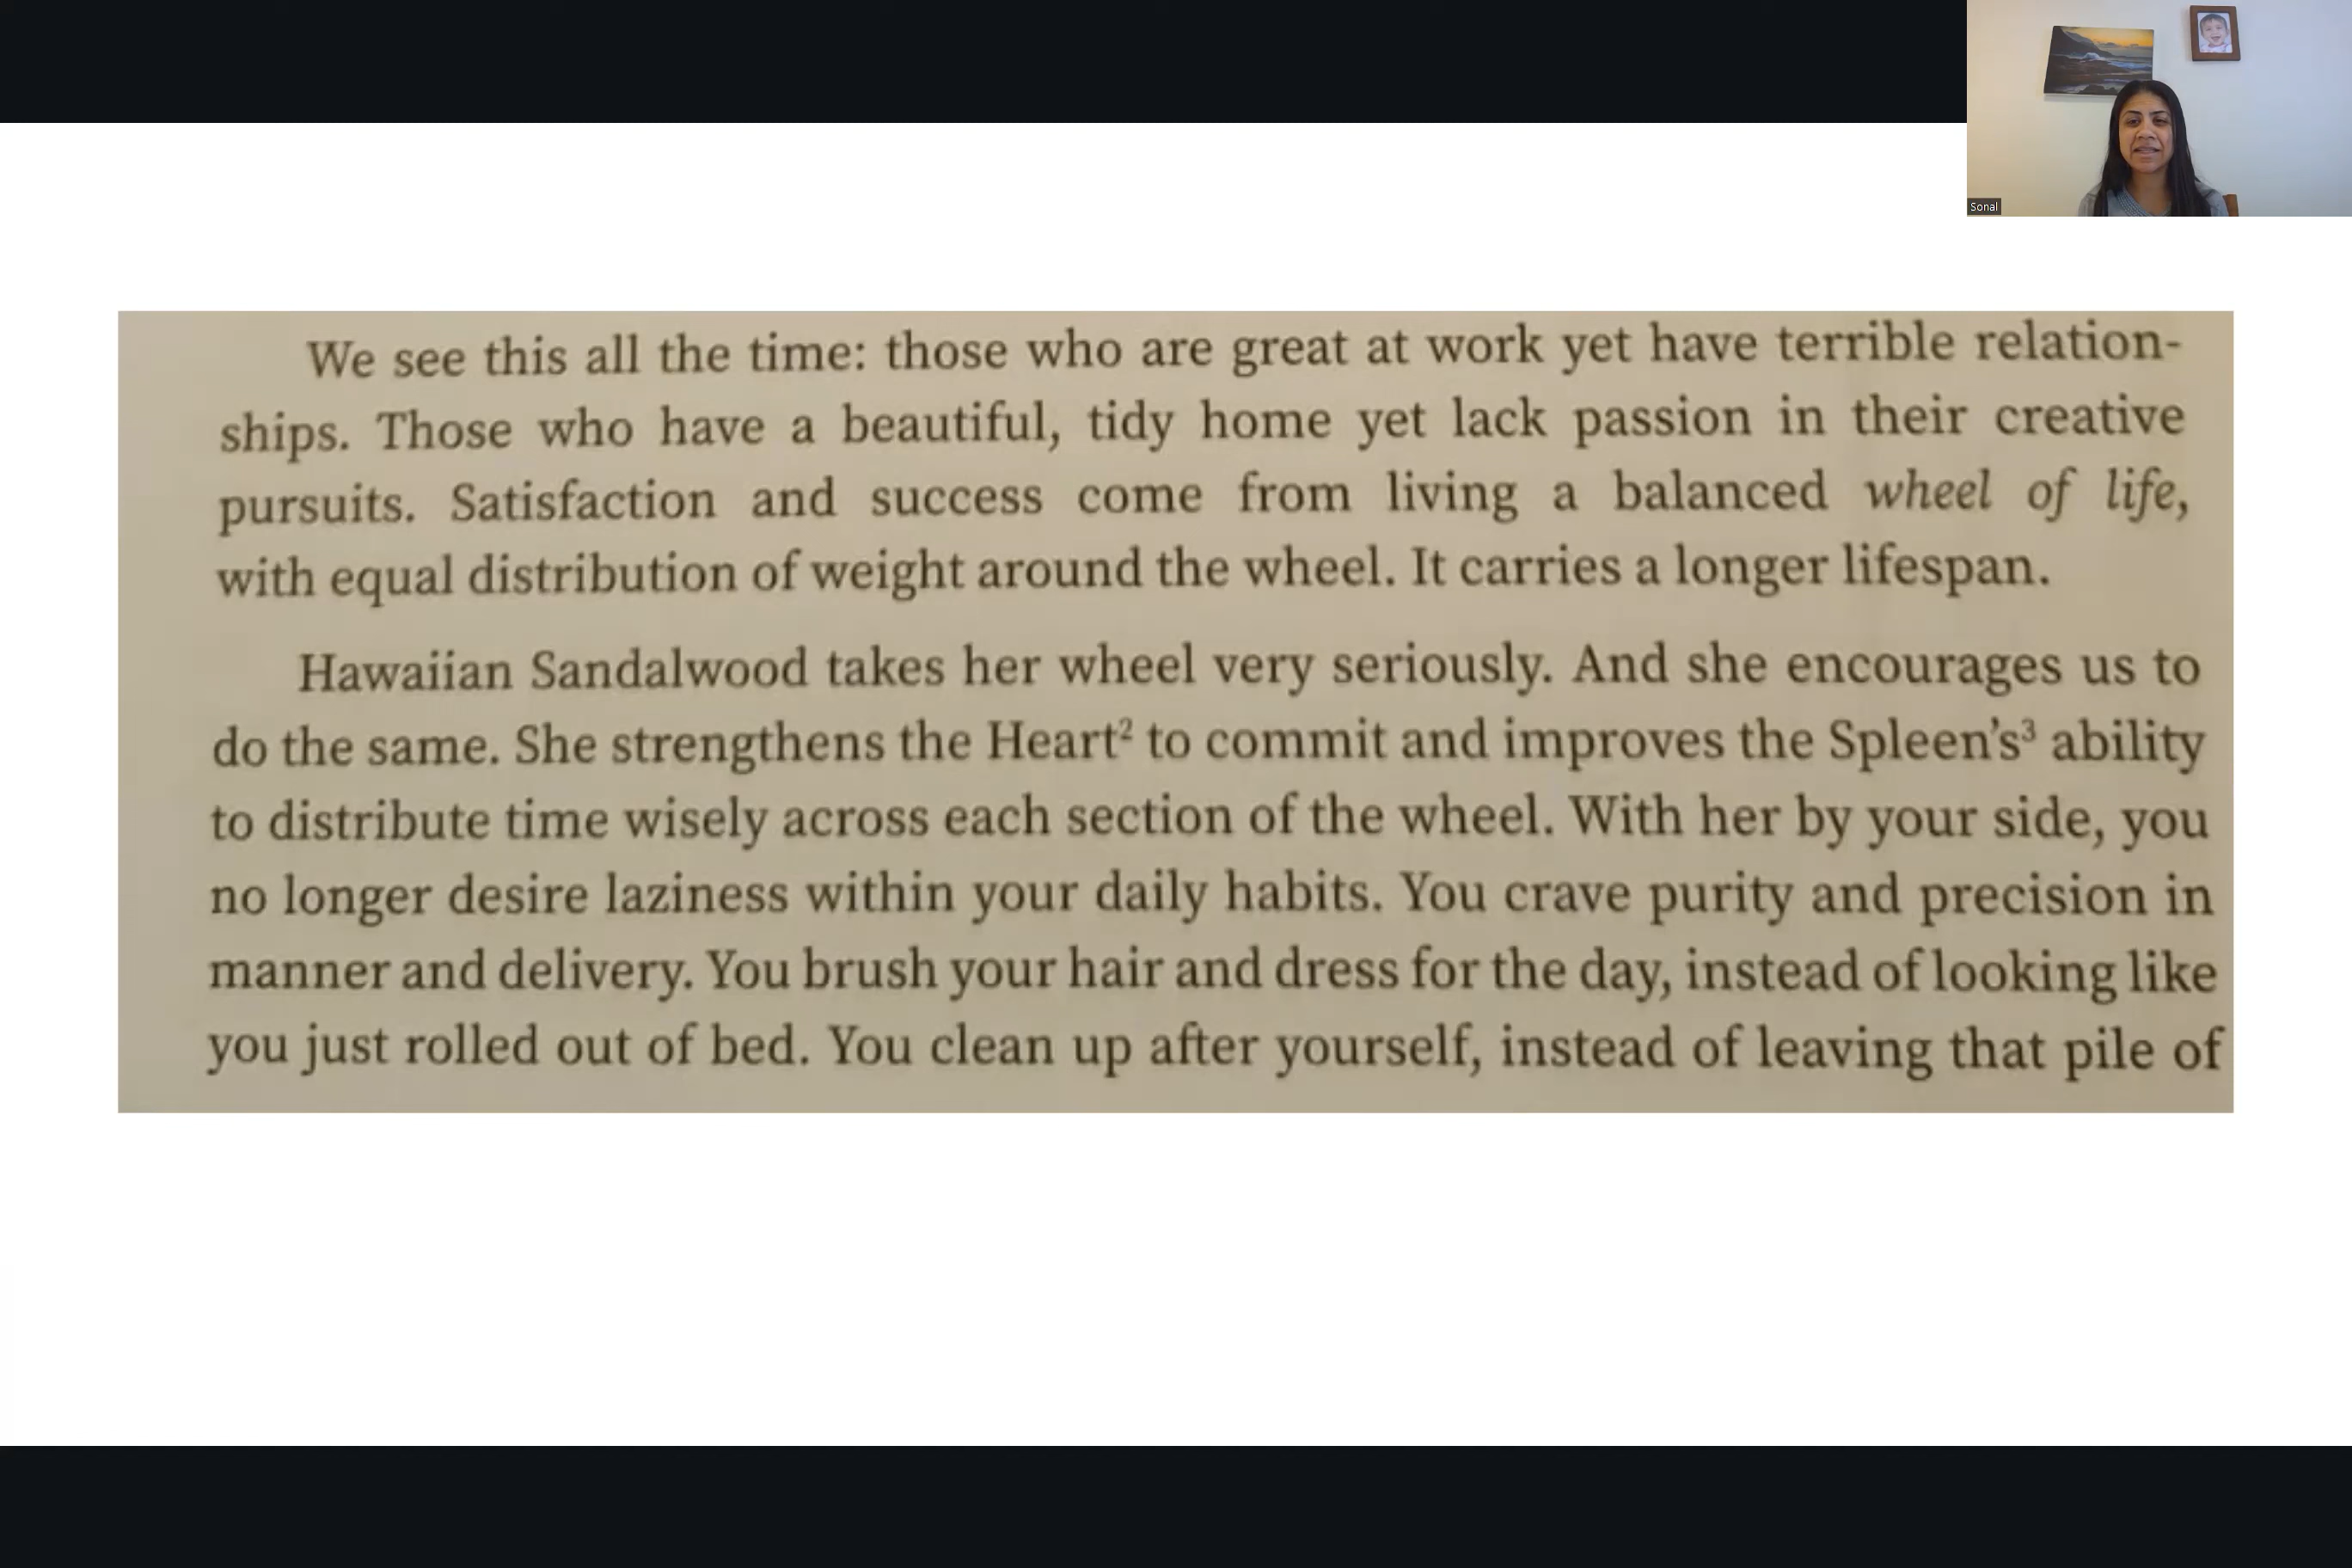 Sonal
We see this all the time: those who are great at work yet have terrible relation-
ships. Those who have a beautiful, tidy home yet lack passion in their creative
pursuits. Satisfaction and success come from living a balanced wheel of life,
with equal distribution of weight around the wheel. It carries a longer lifespan.
Hawaiian Sandalwood takes her wheel very seriously. And she encourages us to
do the same. She strengthens the Heart² to commit and improves the Spleen’s³ ability
to distribute time wisely across each section of the wheel. With her by your side, you
no longer desire laziness within your daily habits. You crave purity and precision in
manner and delivery. You brush your hair and dress for the day, instead of looking like
you just rolled out of bed. You clean up after yourself, instead of leaving that pile of